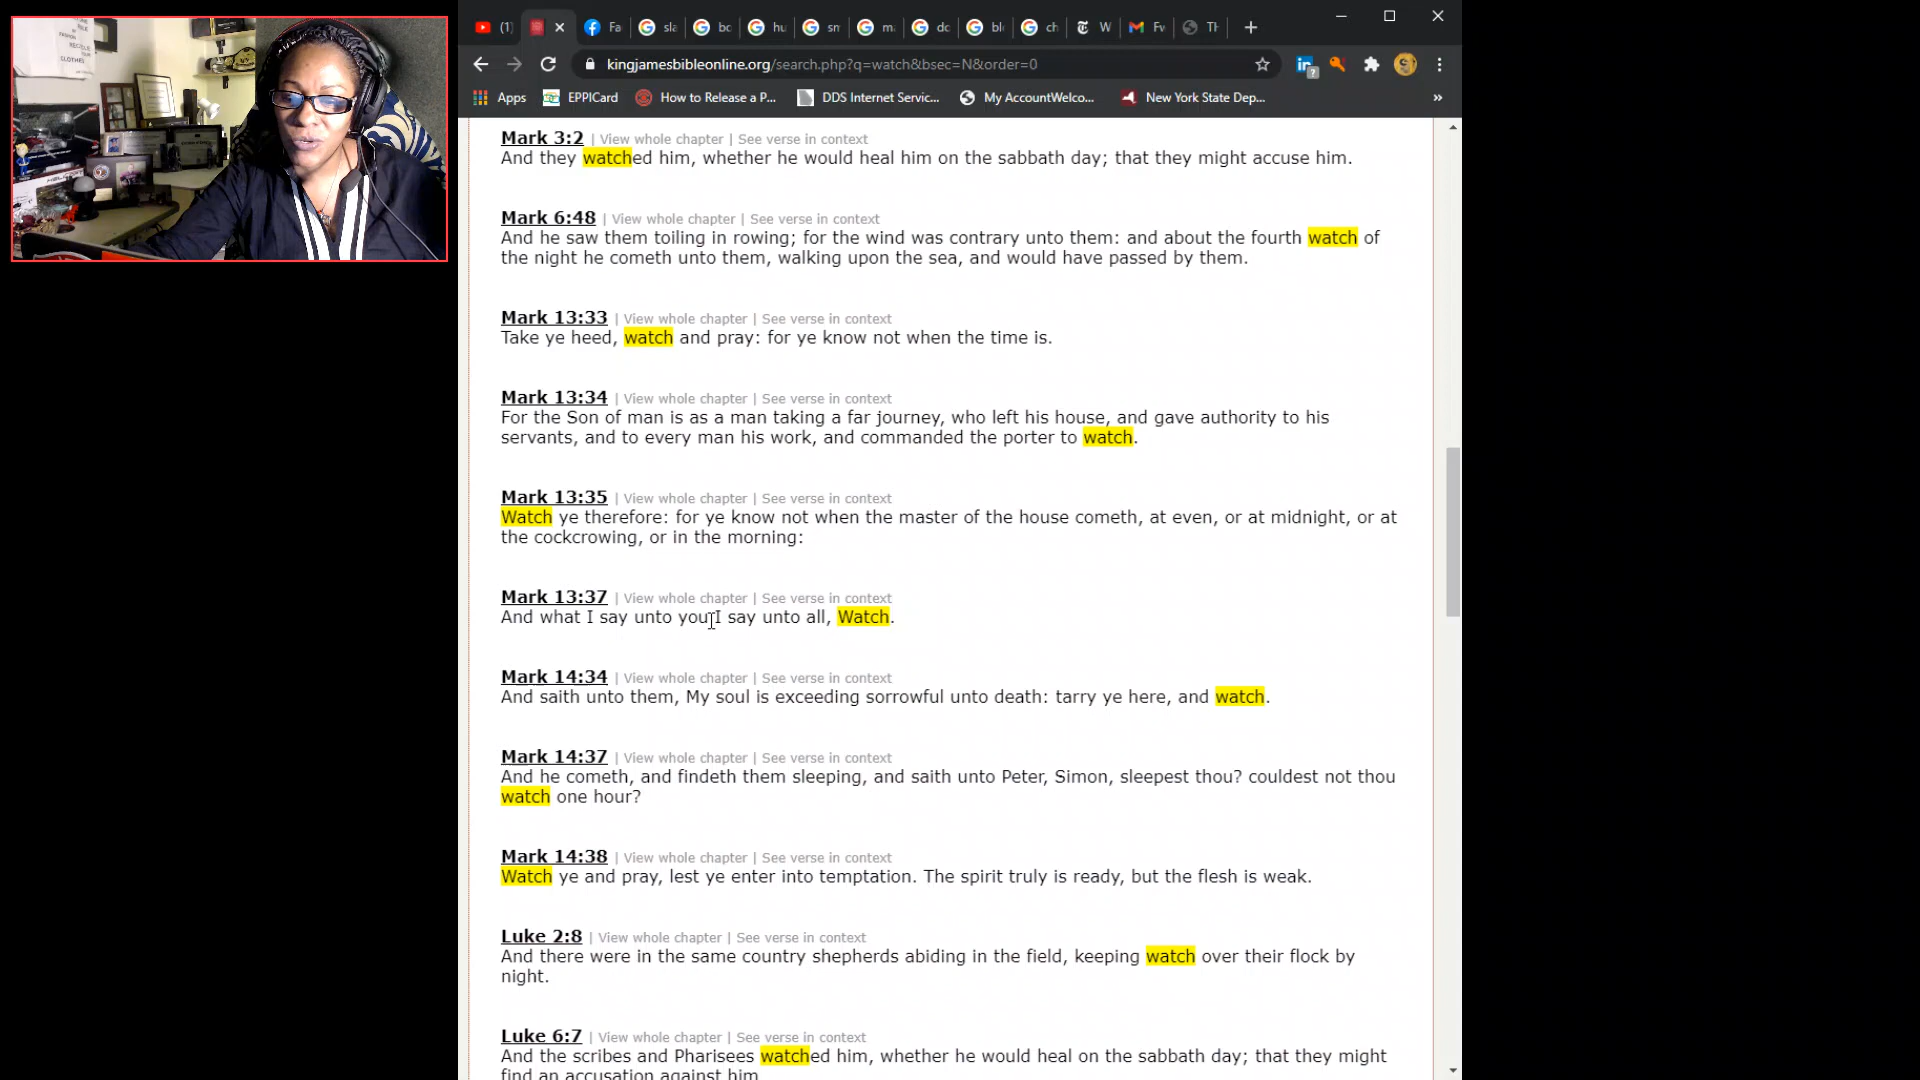 (1)
Fa
sla
bc
hu
sn
m
dc
bl
ch
W
Fv
Th
kingjamesbibleonline.org/search.php?q=watch&bsec=N&order=0
Apps
EPPICard
How to Release a P...
DDS Internet Servic...
My AccountWelco...
New York State Dep...
»
Mark 3:2 | View whole chapter | See verse in context
And they watched him, whether he would heal him on the sabbath day; that they might accuse him.
Mark 6:48 | View whole chapter | See verse in context
And he saw them toiling in rowing; for the wind was contrary unto them: and about the fourth watch of
the night he cometh unto them, walking upon the sea, and would have passed by them.
Mark 13:33 | View whole chapter | See verse in context
Take ye heed, watch and pray: for ye know not when the time is.
Mark 13:34 | View whole chapter | See verse in context
For the Son of man is as a man taking a far journey, who left his house, and gave authority to his
servants, and to every man his work, and commanded the porter to watch.
Mark 13:35 | View whole chapter | See verse in context
Watch ye therefore: for ye know not when the master of the house cometh, at even, or at midnight, or at
the cockcrowing, or in the morning:
Mark 13:37 | View whole chapter | See verse in context
And what I say unto you I say unto all, Watch.
Mark 14:34 | View whole chapter | See verse in context
And saith unto them, My soul is exceeding sorrowful unto death: tarry ye here, and watch.
Mark 14:37 | View whole chapter | See verse in context
And he cometh, and findeth them sleeping, and saith unto Peter, Simon, sleepest thou? couldest not thou
watch one hour?
Mark 14:38 | View whole chapter | See verse in context
Watch ye and pray, lest ye enter into temptation. The spirit truly is ready, but the flesh is weak.
Luke 2:8 | View whole chapter | See verse in context
And there were in the same country shepherds abiding in the field, keeping watch over their flock by
night.
Luke 6:7 | View whole chapter | See verse in context
And the scribes and Pharisees watched him, whether he would heal on the sabbath day; that they might
find an accusation against him.